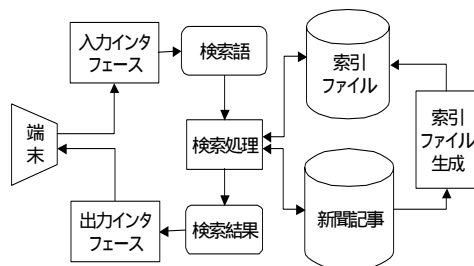 入力インタ
フェース
検索語
索引
ファイル
端
末
検索処理
索引
ファイル
生成
出力インタ
フェース
検索結果
新聞記事